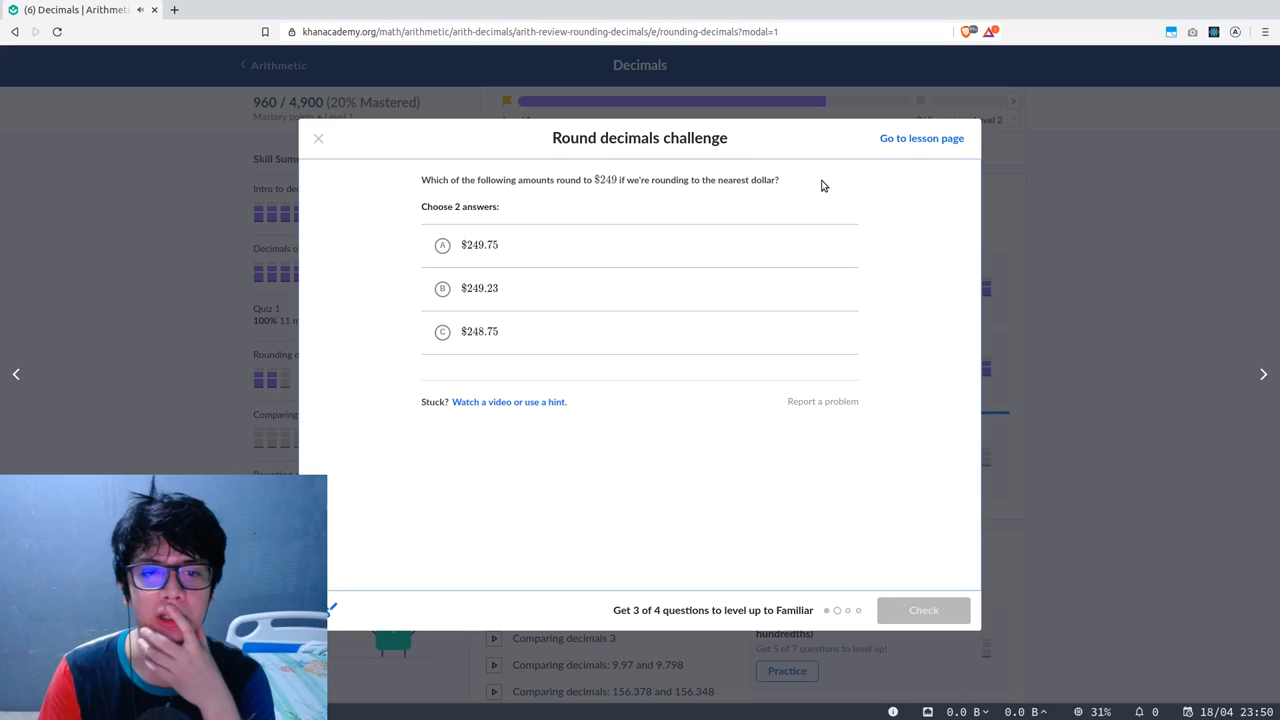 (6) Decimals | Arithmeti
khanacademy.org/math/arithmetic/arith-decimals/arith-review-rounding-decimals/e/rounding-decimals?modal=1
Arithmetic
Decimals
960 / 4,900 (20% Mastered)
Mastery points • Level 1
Level 2
Skill Sum
Round decimals challenge
Go to lesson page
Intro to de
Which of the following amounts round to $249 if we're rounding to the nearest dollar?
Choose 2 answers:
Decimals o
A $249.75
B $249.23
Quiz 1
100% 11 m
C $248.75
Rounding d
Stuck? Watch a video or use a hint.
Report a problem
Comparing
Get 3 of 4 questions to level up to Familiar
Check
Comparing decimals 3
hundredths)
Get 5 of 7 questions to level up!
Comparing decimals: 9.97 and 9.798
Practice
Comparing decimals: 156.378 and 156.348
0.0 B
0.0 B
31%
0
18/04 23:50